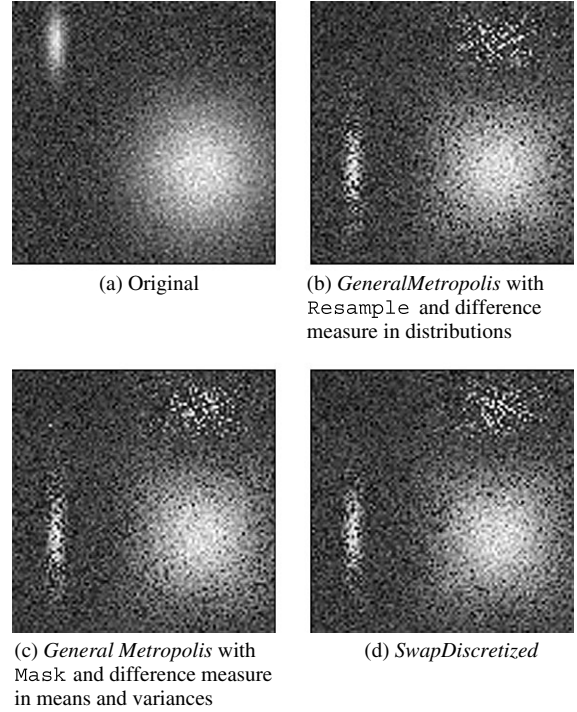 (a) Original
(b) GeneralMetropolis with
Resample and difference
measure in distributions
(c) General Metropolis with
Mask and difference measure
in means and variances
(d) SwapDiscretized